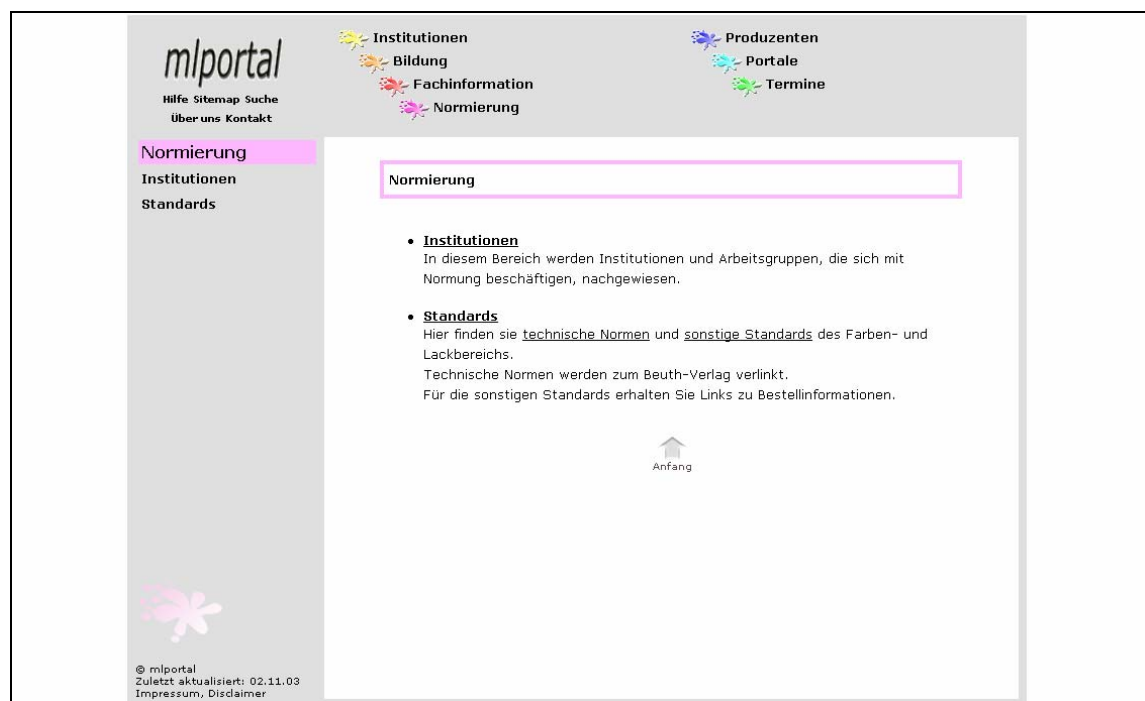 mlportal
Hilfe Sitemap Suche
Über uns Kontakt
Institutionen
Bildung
Fachinformation
Normierung
Produzenten
Portale
Termine
Normierung
Institutionen
Standards
Normierung
• Institutionen
In diesem Bereich werden Institutionen und Arbeitsgruppen, die sich mit
Normung beschäftigen, nachgewiesen.
• Standards
Hier finden sie technische Normen und sonstige Standards des Farben- und
Lackbereichs.
Technische Normen werden zum Beuth-Verlag verlinkt.
Für die sonstigen Standards erhalten Sie Links zu Bestellinformationen.
Anfang
© mlportal
Zuletzt aktualisiert: 02.11.03
Impressum, Disclaimer